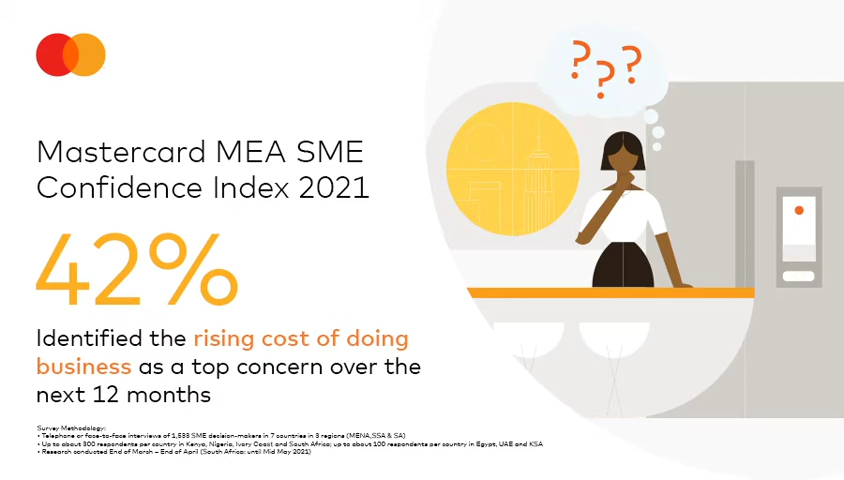 ? ? ?
Mastercard MEA SME
Confidence Index 2021
42%
Identified the rising cost of doing
business as a top concern over the
next 12 months
Survey Methodology:
• Telephone or face-to-face interviews of 1,533 SME decision-makers in 7 countries in 3 regions (MENA,SSA & SA)
• Up to about 300 respondents per country in Kenya, Nigeria, Ivory Coast and South Africa; up to about 100 respondents per country in Egypt, UAE and KSA
• Research conducted End of March – End of April (South Africa: until Mid May 2021)